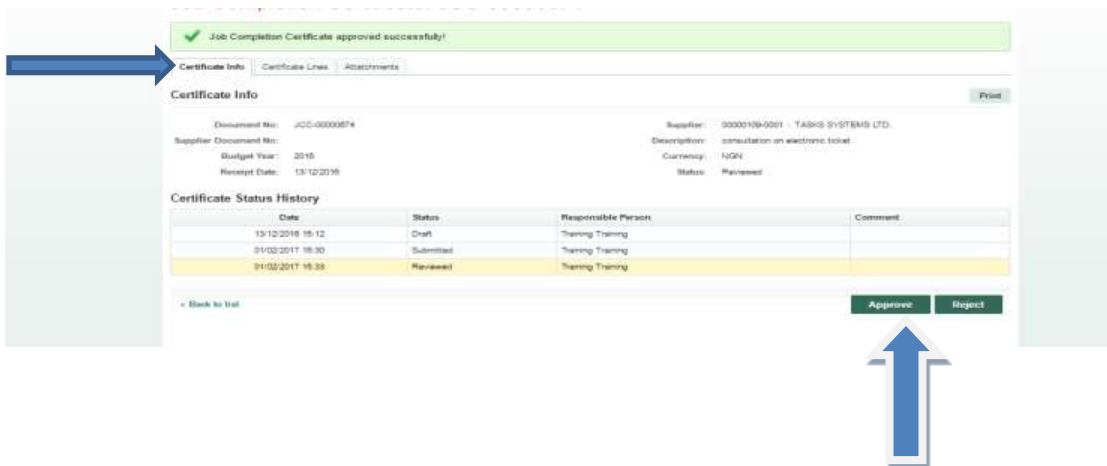 Job Completion Certificate approved successfully!
Certificate Info Certificate Lines Attachments
Certificate Info Print
Document No: JCC-00000874 Supplier: 00000109-0001 : TASKS SYSTEMS LTD.
Supplier Document No: Description: consultation on electronic ticket
Budget Year: 2016 Currency: NGN
Receipt Date: 13/12/2016 Status: Reviewed
Certificate Status History
Date Status Responsible Person Comment
13/12/2016 15:12 Draft Training Training
01/02/2017 15:30 Submitted Training Training
01/02/2017 15:33 Reviewed Training Training
« Back to list Approve Reject